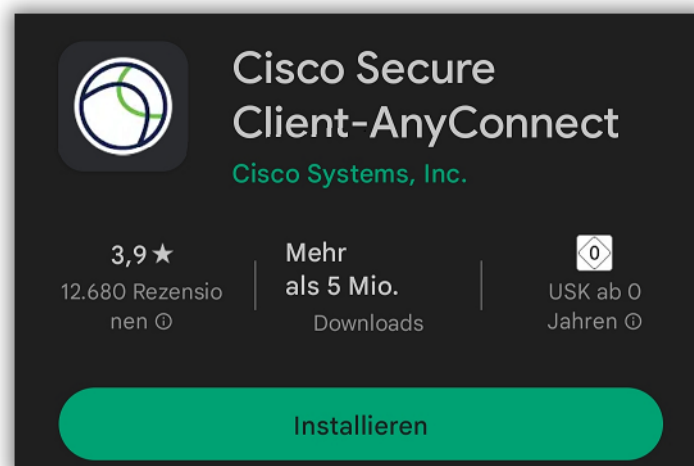 Cisco Secure
Client-AnyConnect
Cisco Systems, Inc.
3,9 ★
12.680 Rezensio
nen ⓘ
Mehr
als 5 Mio.
Downloads
0
USK ab 0
Jahren ⓘ
Installieren